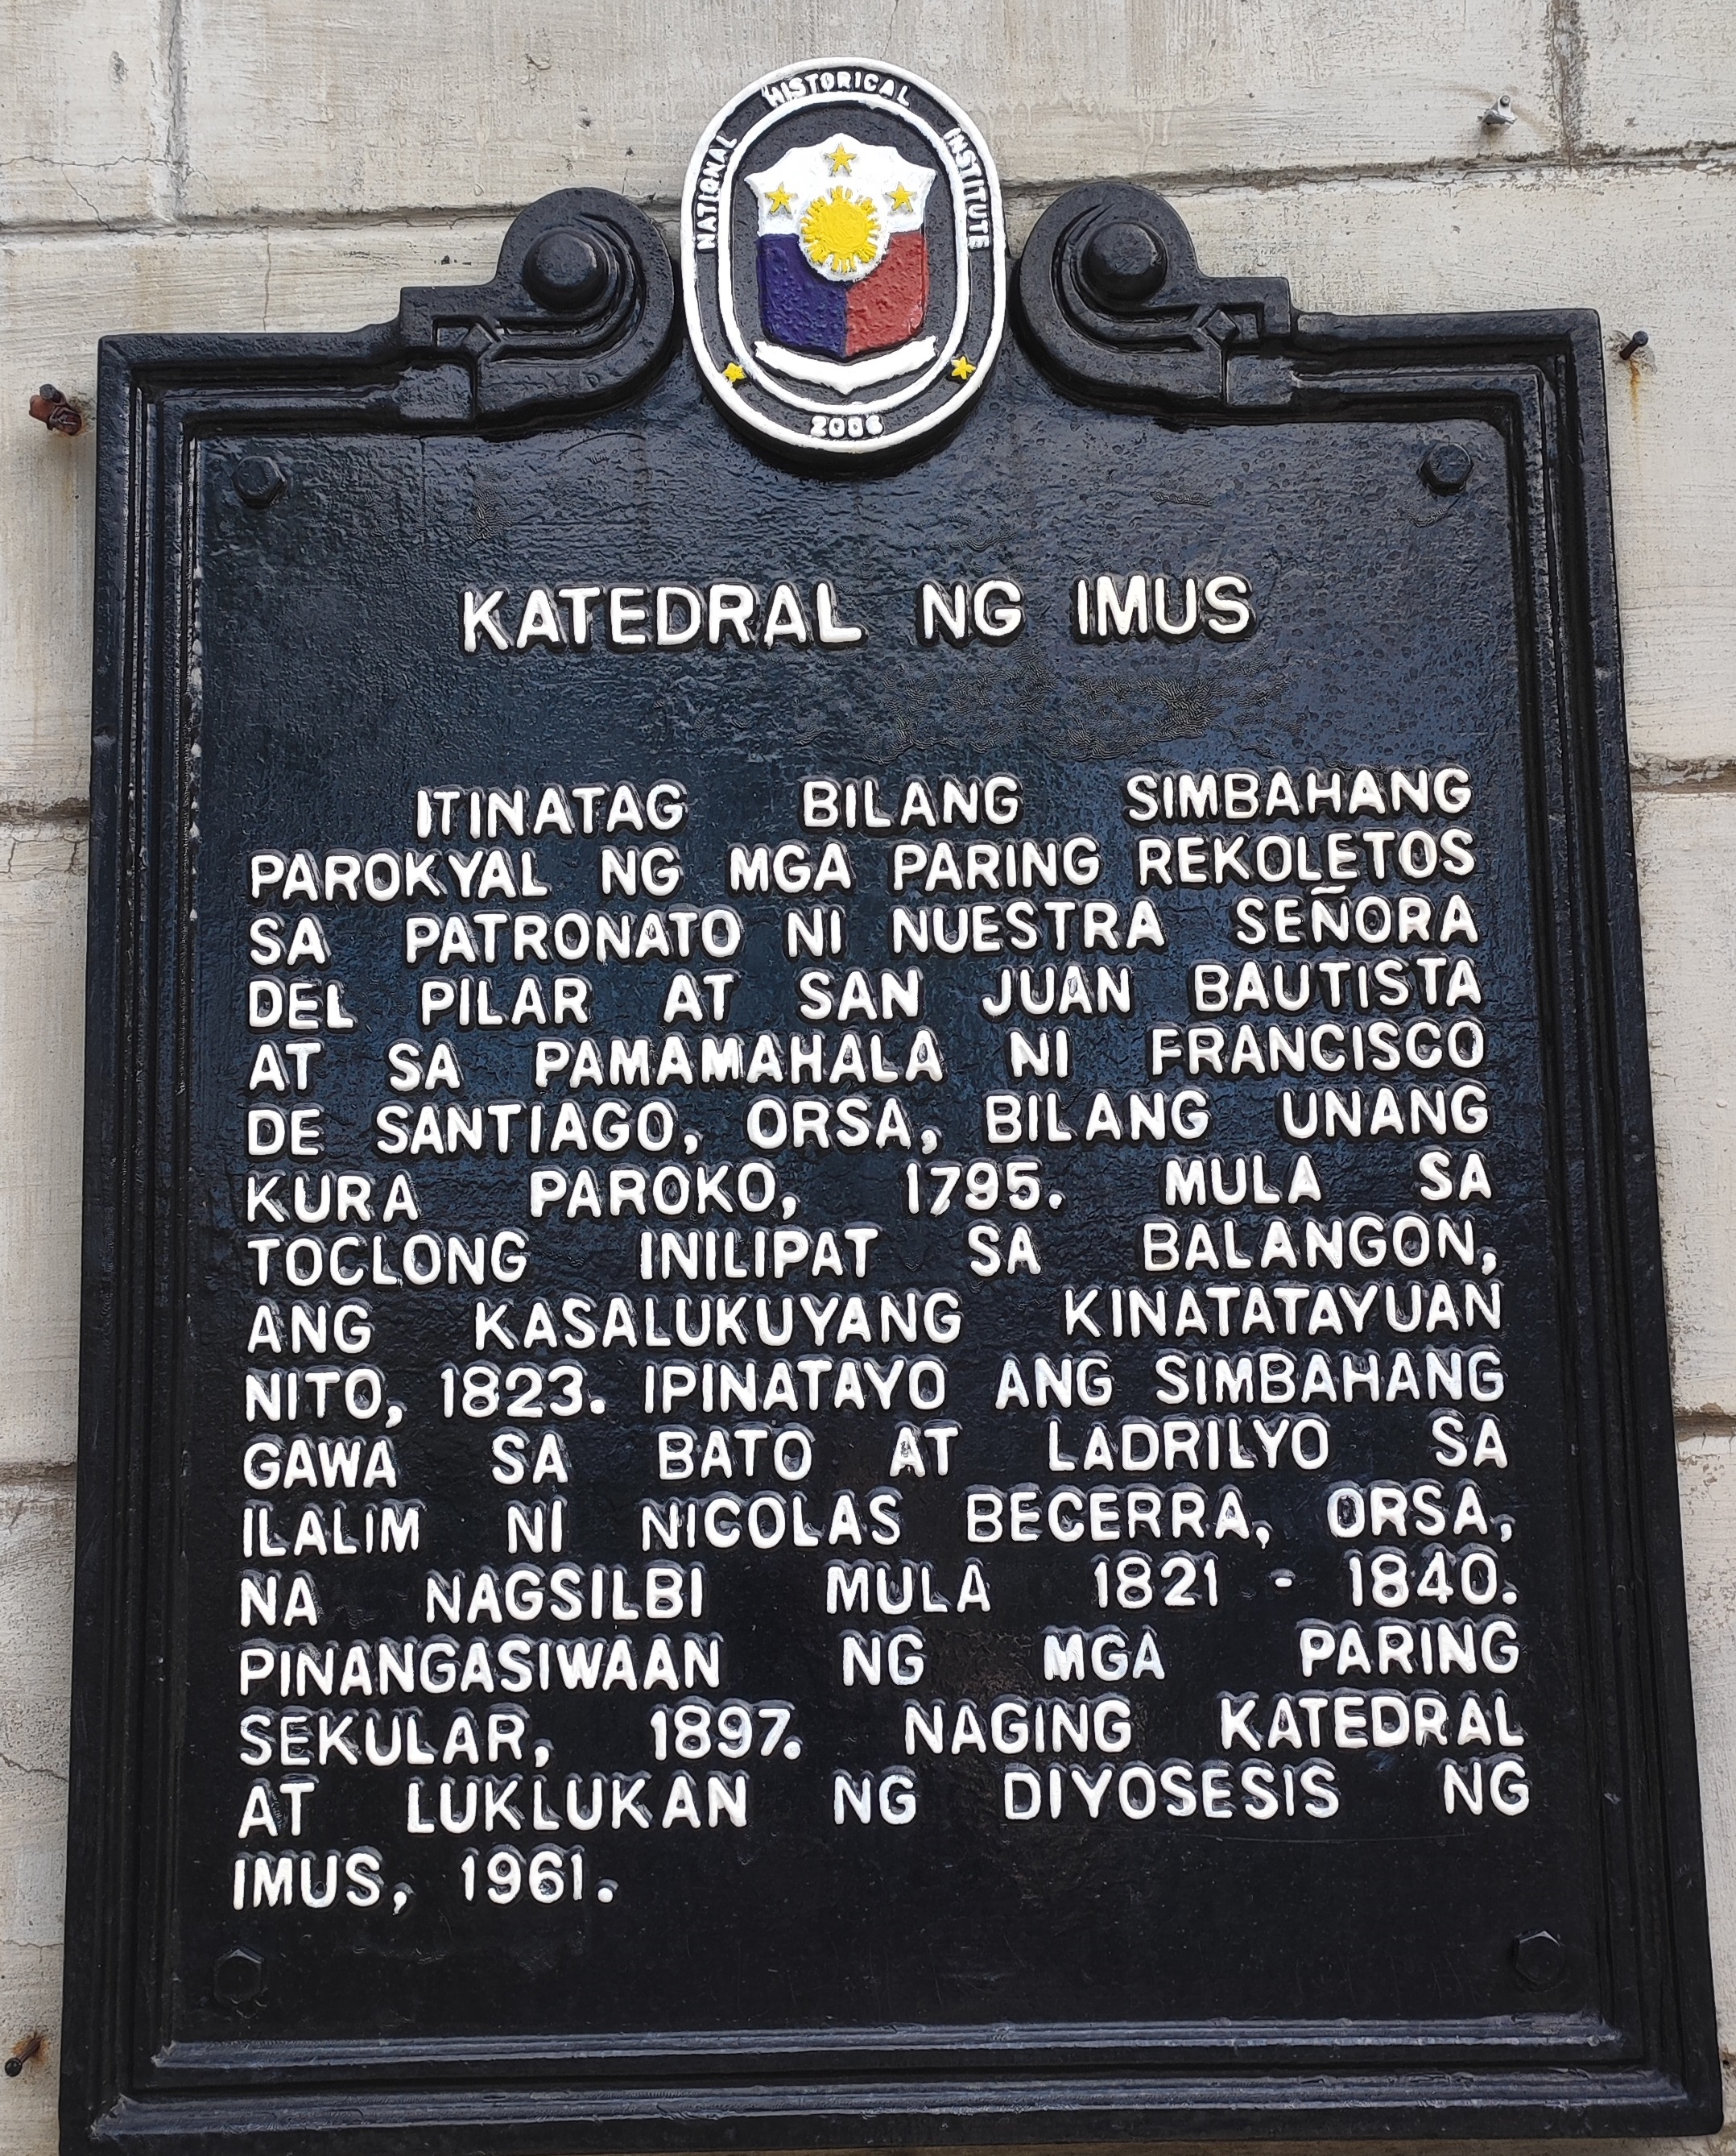 NATIONAL HISTORICAL INSTITUTE
2006
KATEDRAL NG IMUS
ITINATAG BILANG SIMBAHANG
PAROKYAL NG MGA PARING REKOLETOS
SA PATRONATO NI NUESTRA SEÑORA
DEL PILAR AT SAN JUAN BAUTISTA
AT SA PAMAMAHALA NI FRANCISCO
DE SANTIAGO, ORSA, BILANG UNANG
KURA PAROKO, 1795. MULA SA
TOCLONG INILIPAT SA BALANGON,
ANG KASALUKUYANG KINATATAYUAN
NITO, 1823. IPINATAYO ANG SIMBAHANG
GAWA SA BATO AT LADRILYO SA
ILALIM NI NICOLAS BECERRA, ORSA,
NA NAGSILBI MULA 1821 - 1840.
PINANGASIWAAN NG MGA PARING
SEKULAR, 1897. NAGING KATEDRAL
AT LUKLUKAN NG DIYOSESIS NG
IMUS, 1961.